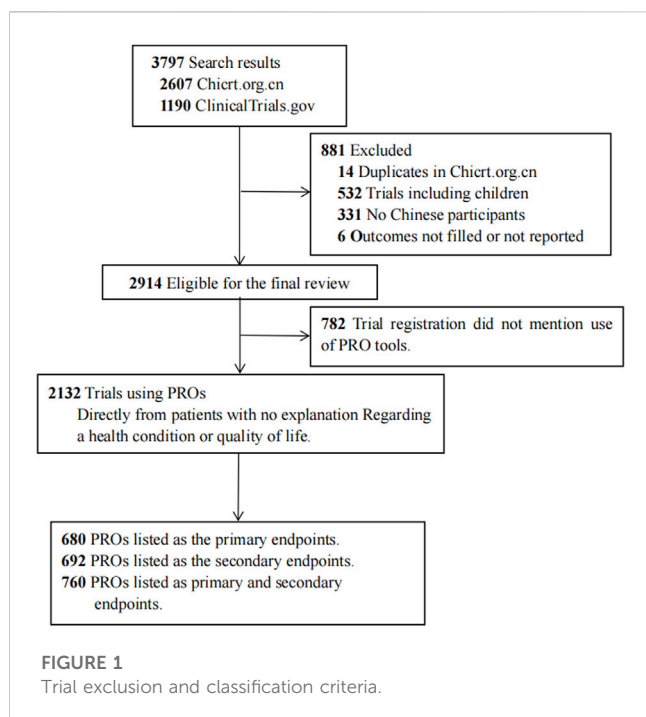 3797 Search results
2607 Chicrt.org.cn
1190 ClinicalTrials.gov
881 Excluded
14 Duplicates in Chicrt.org.cn
532 Trials including children
331 No Chinese participants
6 Outcomes not filled or not reported
2914 Eligible for the final review
782 Trial registration did not mention use
of PRO tools.
2132 Trials using PROs
Directly from patients with no explanation Regarding
a health condition or quality of life.
680 PROs listed as the primary endpoints.
692 PROs listed as the secondary endpoints.
760 PROs listed as primary and secondary
endpoints.
FIGURE 1
Trial exclusion and classification criteria.